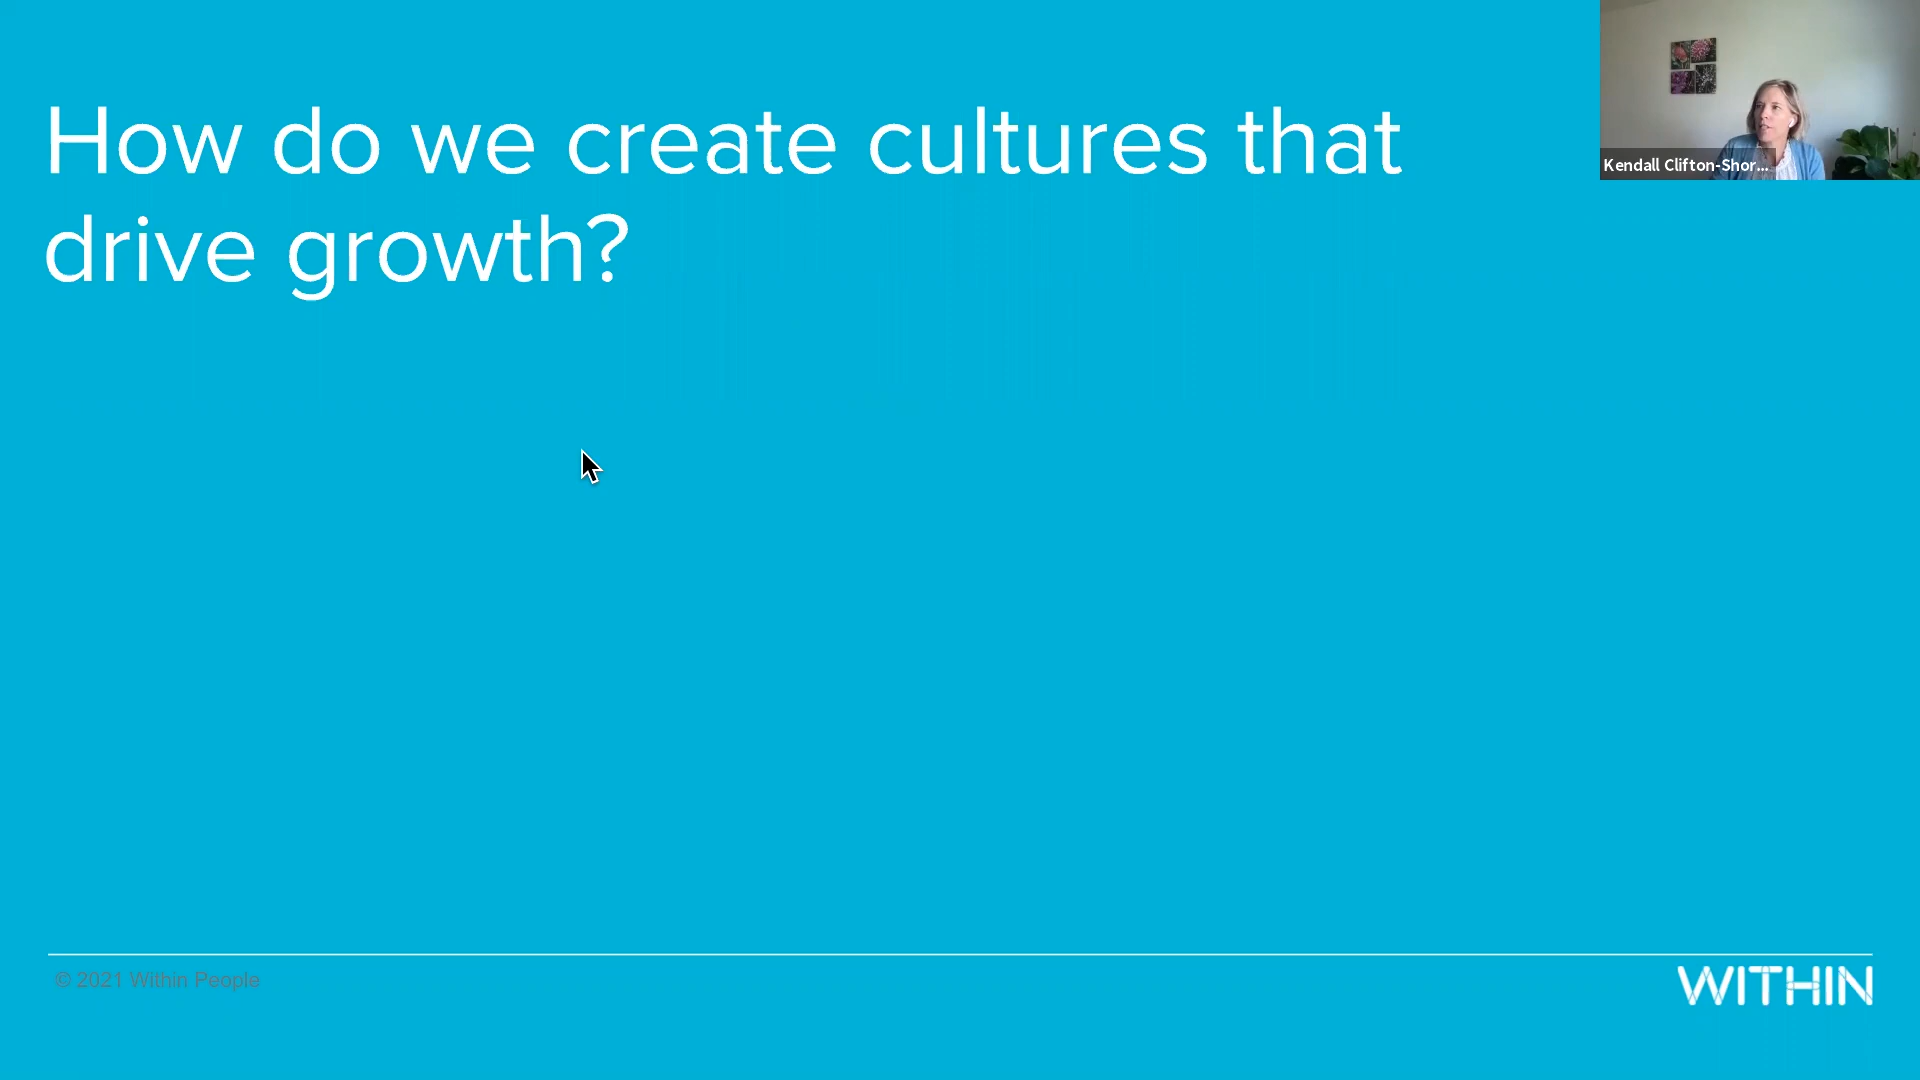 How do we create cultures that
drive growth?
Kendall Clifton-Shor...
© 2021 Within People
WITHIN